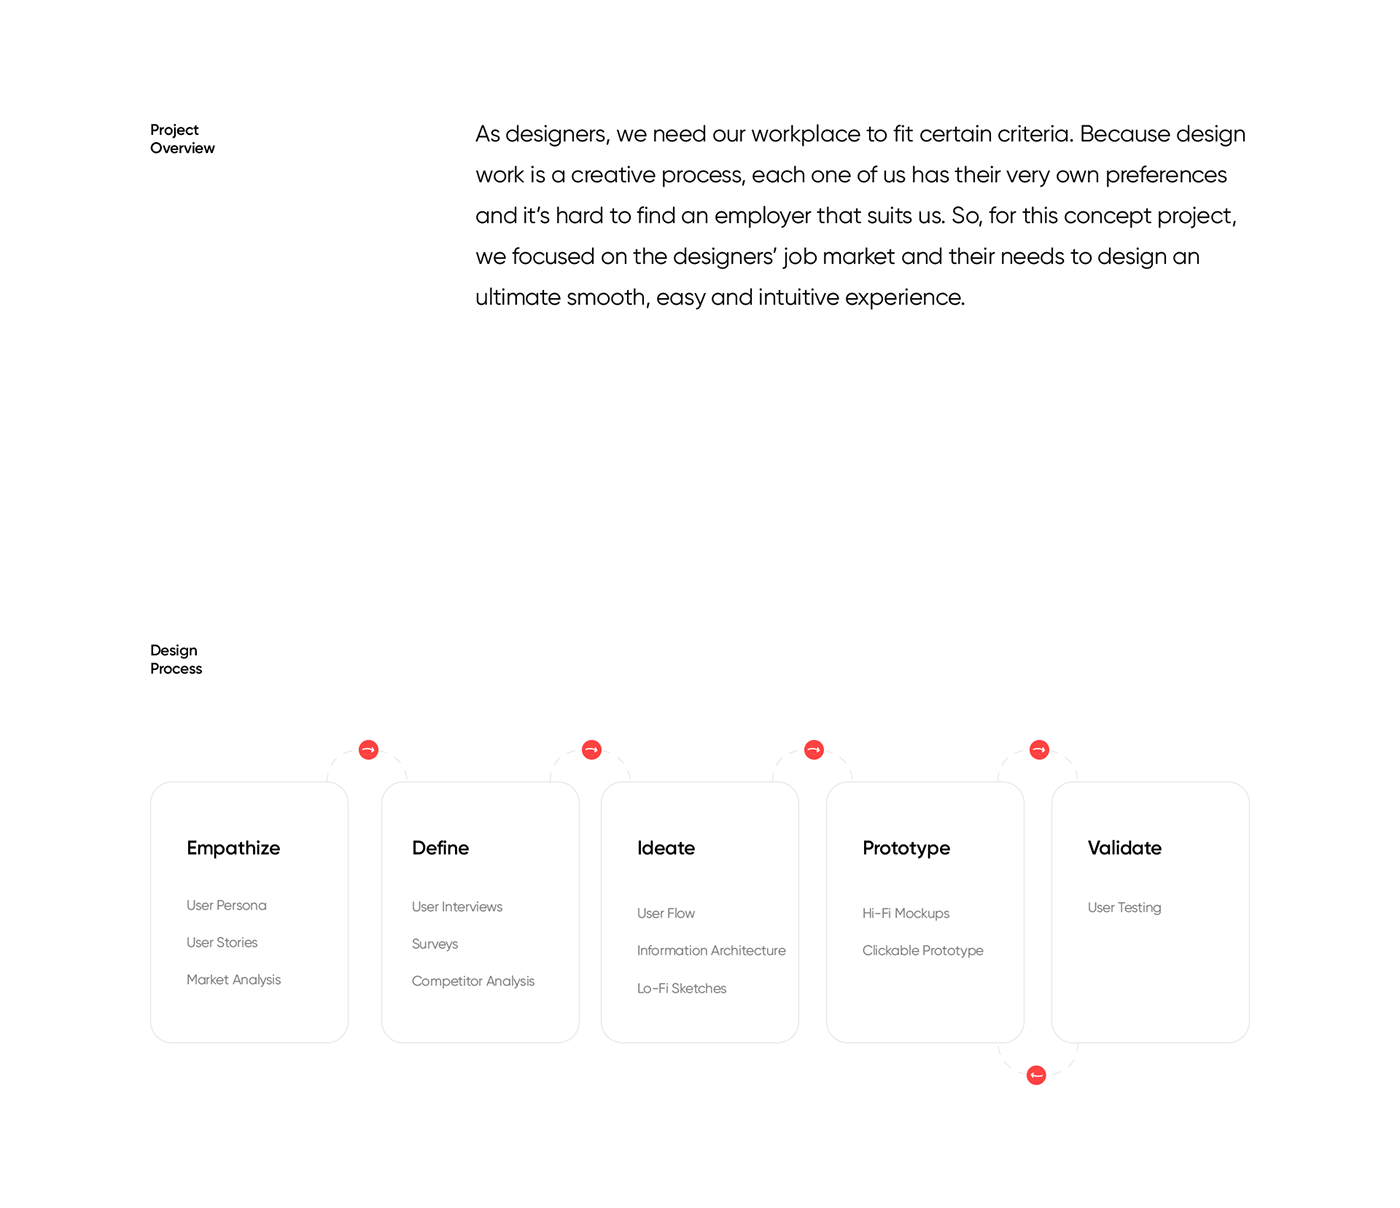 Project
Overview
As designers, we need our workplace to fit certain criteria. Because design
work is a creative process, each one of us has their very own preferences
and it’s hard to find an employer that suits us. So, for this concept project,
we focused on the designers’ job market and their needs to design an
ultimate smooth, easy and intuitive experience.
Design
Process
Empathize
User Persona
User Stories
Market Analysis
Define
User Interviews
Surveys
Competitor Analysis
Ideate
User Flow
Information Architecture
Lo-Fi Sketches
Prototype
Hi-Fi Mockups
Clickable Prototype
Validate
User Testing